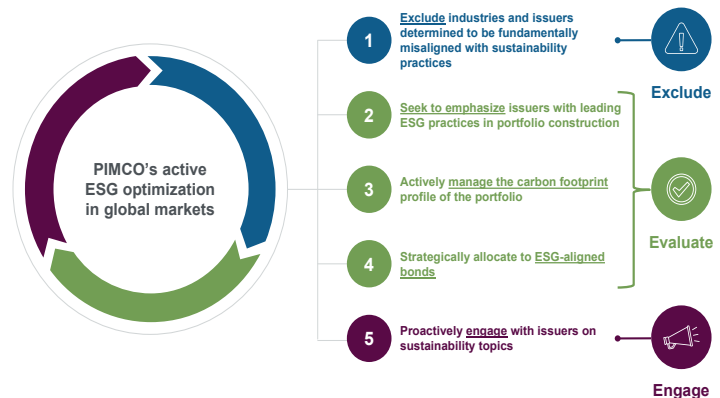 PIMCO's active
ESG optimization
in global markets
1
Exclude industries and issuers
determined to be fundamentally
misaligned with sustainability
practices
Exclude
2
Seek to emphasize issuers with leading
ESG practices in portfolio construction
3
Actively manage the carbon footprint
profile of the portfolio
4
Strategically allocate to ESG-aligned
bonds
Evaluate
5
Proactively engage with issuers on
sustainability topics
Engage